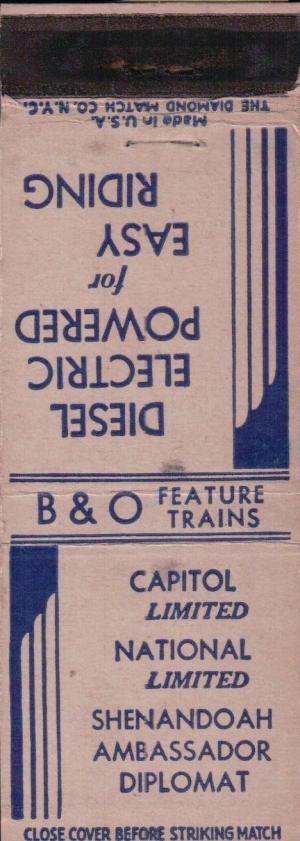 THE DIAMOND MATCH CO. N.Y.C.
Made in U.S.A.
DIESEL
ELECTRIC
POWERED
for
EASY
RIDING
B & O FEATURE
TRAINS
CAPITOL
LIMITED
NATIONAL
LIMITED
SHENANDOAH
AMBASSADOR
DIPLOMAT
CLOSE COVER BEFORE STRIKING MATCH